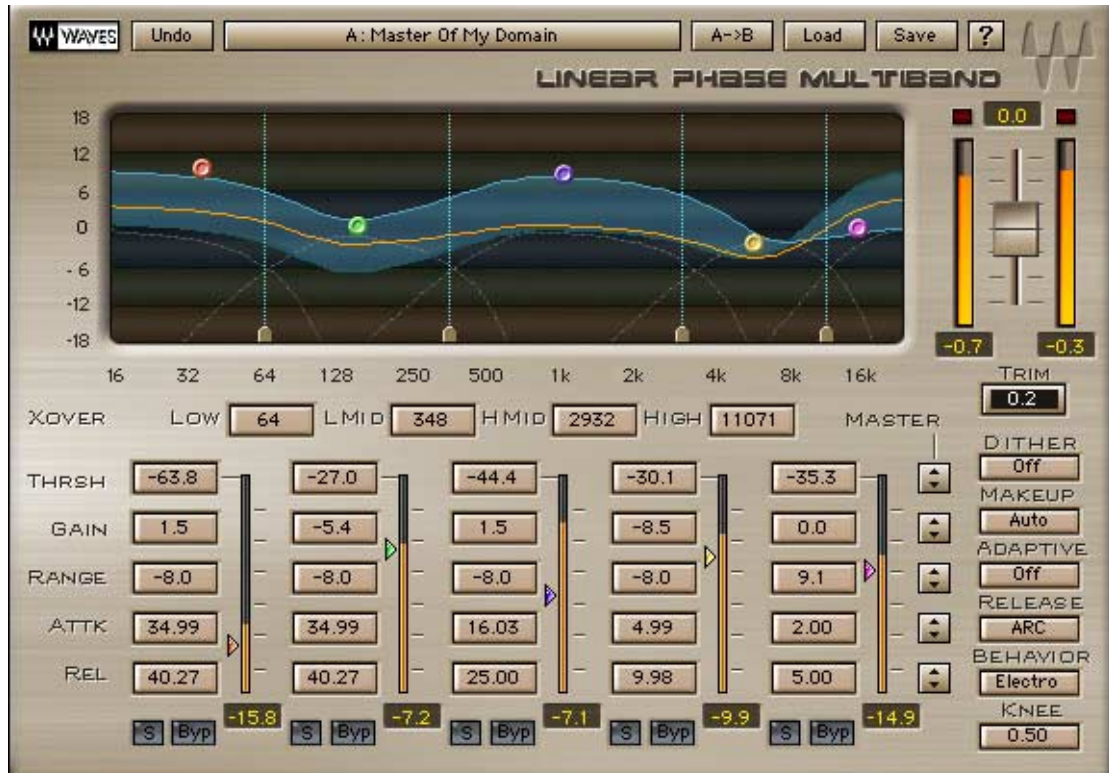 WAVES Undo A: Master Of My Domain A->B Load Save ?
LINEAR PHASE MULTIBAND
0.0
18
12
6
0
-6
-12
-18
-0.7 -0.3
16 32 64 128 250 500 1k 2k 4k 8k 16k
TRIM
0.2
XOVER LOW 64 LMID 348 HMID 2932 HIGH 11071 MASTER
DITHER
Off
THRSH -63.8 -27.0 -44.4 -30.1 -35.3
MAKEUP
Auto
GAIN 1.5 -5.4 1.5 -8.5 0.0
ADAPTIVE
Off
RANGE -8.0 -8.0 -8.0 -8.0 9.1
RELEASE
ARC
ATTK 34.99 34.99 16.03 4.99 2.00
BEHAVIOR
Electro
REL 40.27 40.27 25.00 9.98 5.00
KNEE
0.50
-15.8 -7.2 -7.1 -9.9 -14.9
S Byp S Byp S Byp S Byp S Byp